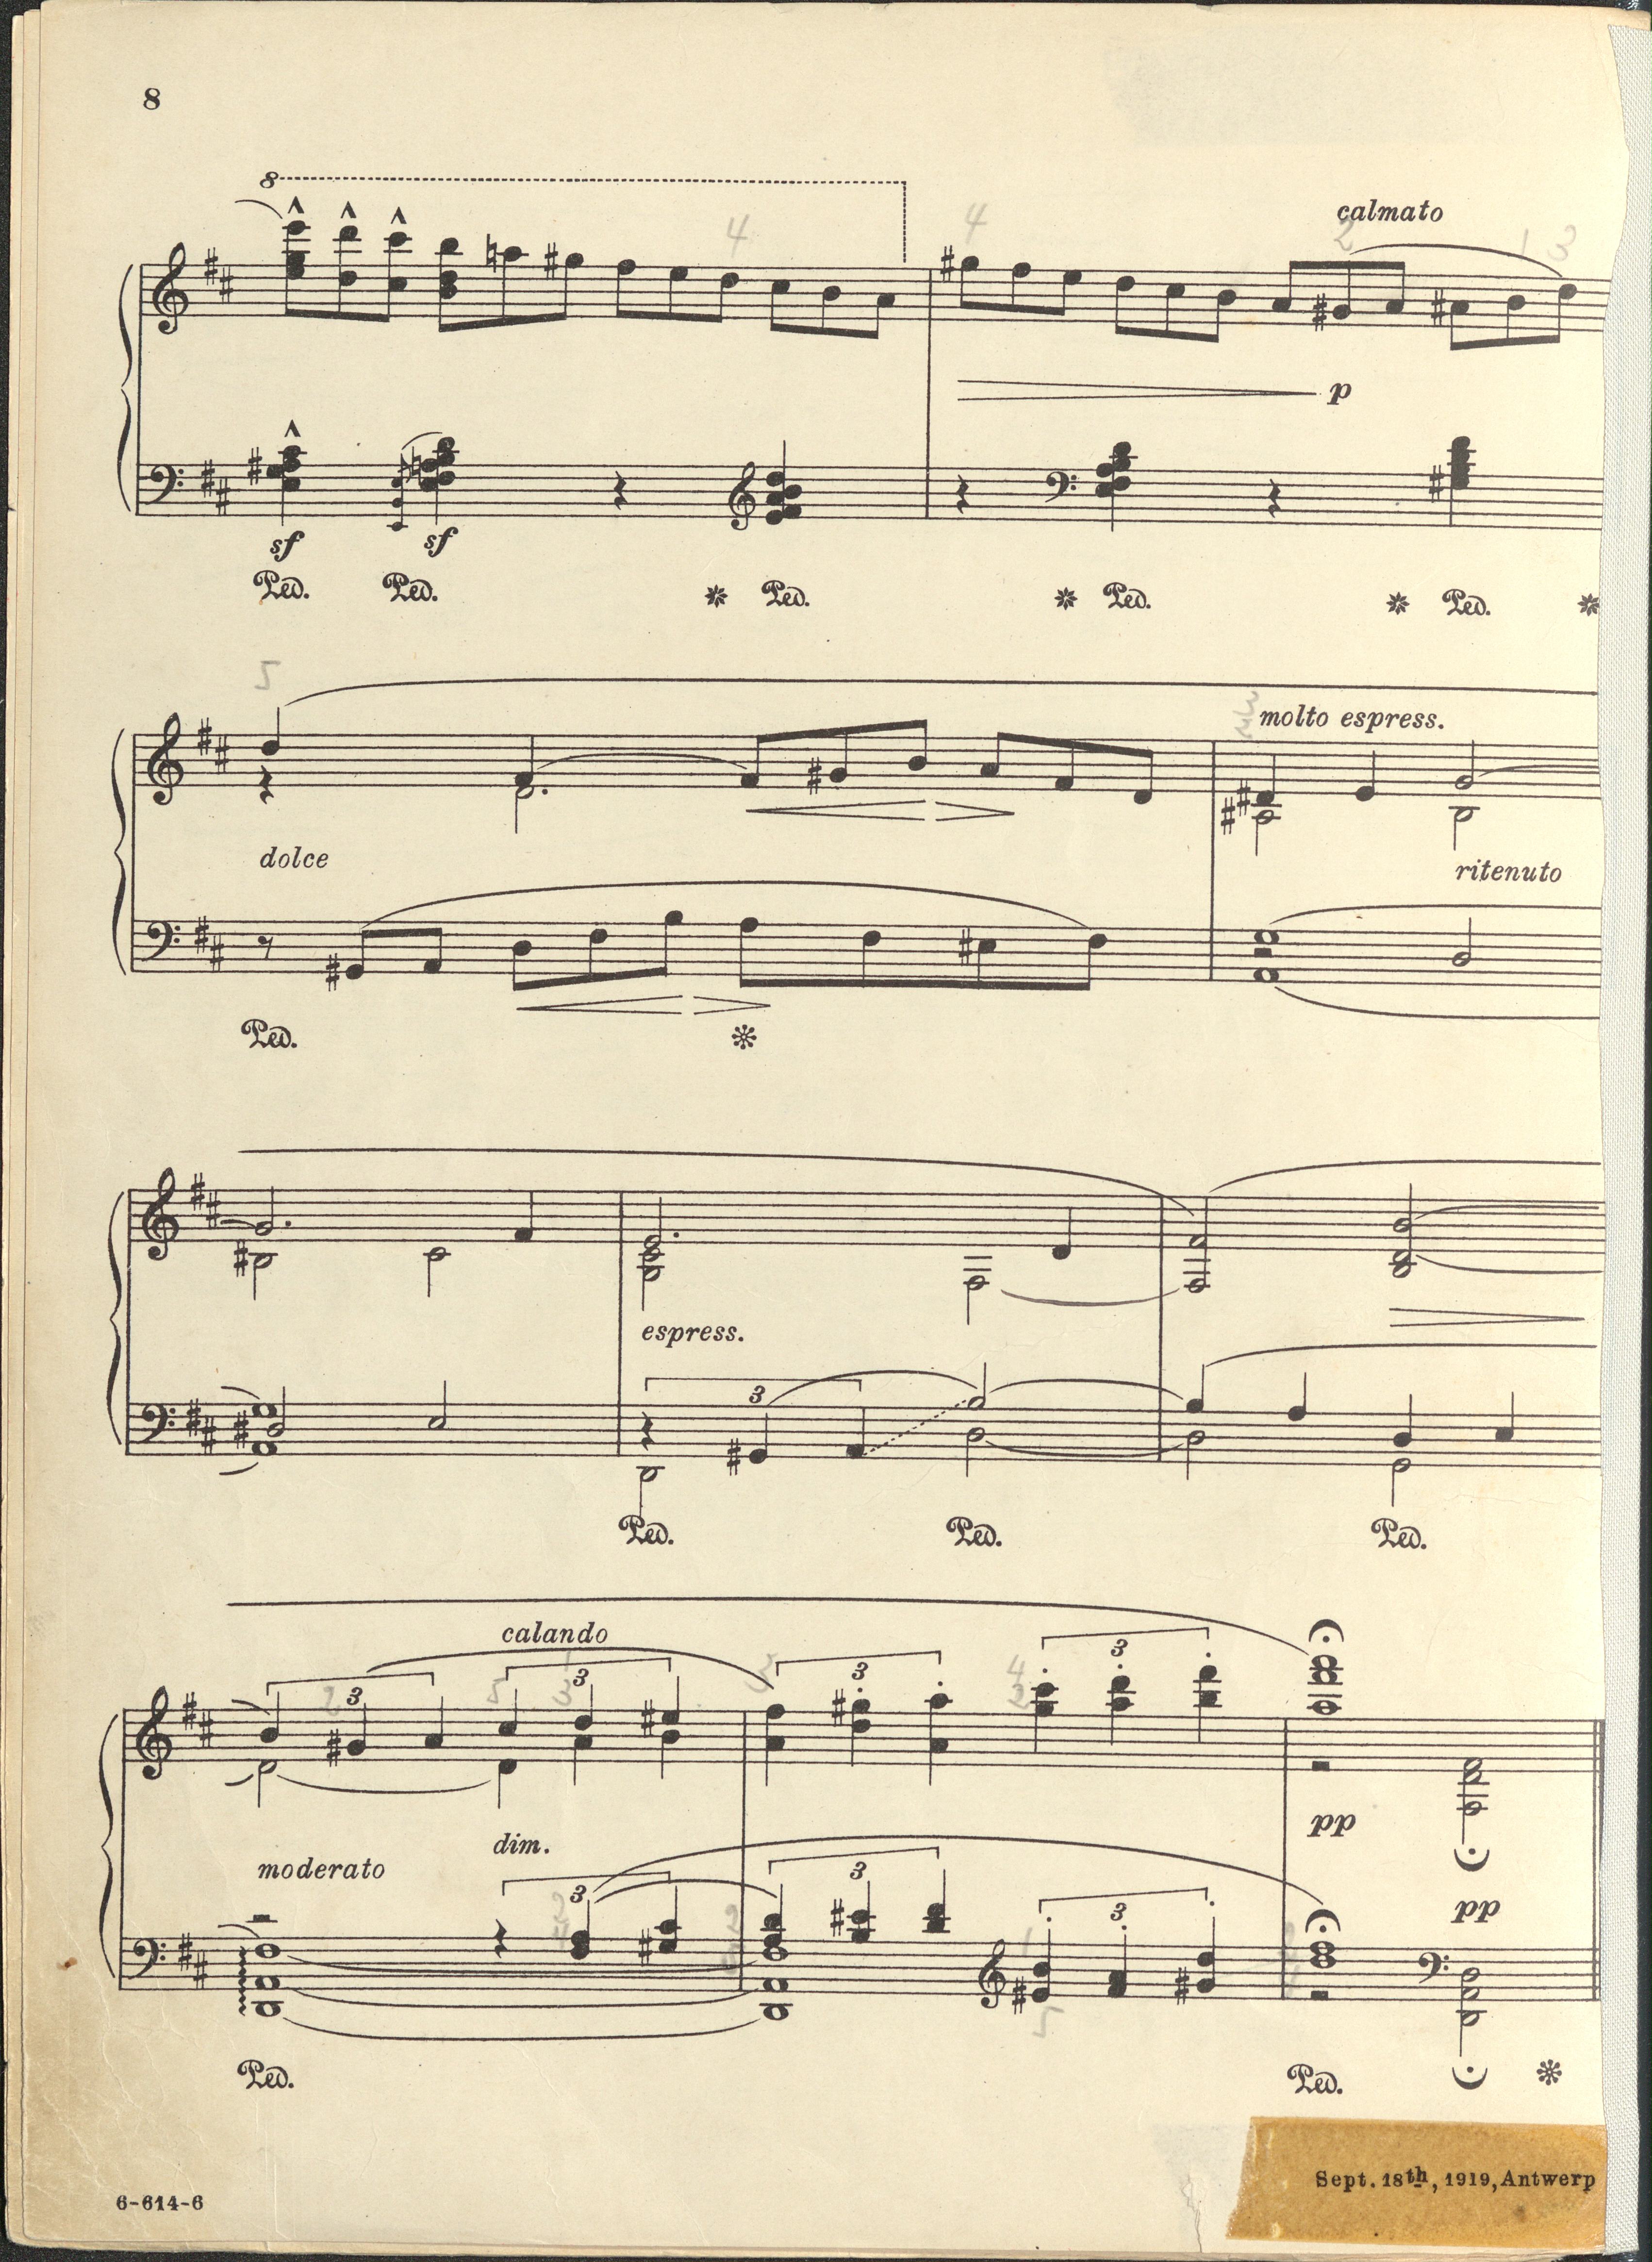 8
8
4
4
calmato
2
1 3
p
sf
sf
Ped.
Ped.
Ped.
Ped.
Ped.
5
molto espress.
dolce
ritenuto
Ped.
espress.
3
Ped.
Ped.
Ped.
calando
3
3
3
3
moderato
dim.
pp
3
3
3
pp
Ped.
Ped.
Sept. 18th, 1919, Antwerp
6-614-6